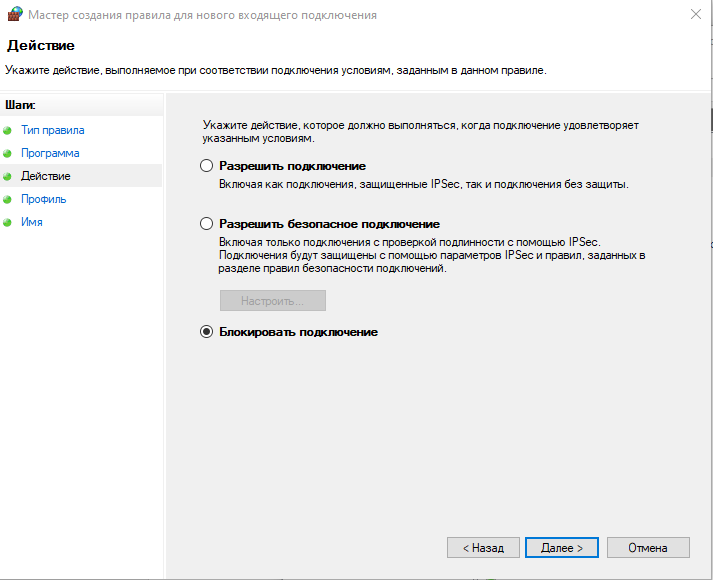 Мастер создания правила для нового входящего подключения
Действие
Укажите действие, выполняемое при соответствии подключения условиям, заданным в данном правиле.
Шаги:
Тип правила
Программа
Действие
Профиль
Имя
Укажите действие, которое должно выполняться, когда подключение удовлетворяет
указанным условиям.
Разрешить подключение
Включая как подключения, защищенные IPSec, так и подключения без защиты.
Разрешить безопасное подключение
Включая только подключения с проверкой подлинности с помощью IPSec.
Подключения будут защищены с помощью параметров IPSec и правил, заданных в
разделе правил безопасности подключений.
Настроить...
Блокировать подключение
< Назад
Далее >
Отмена